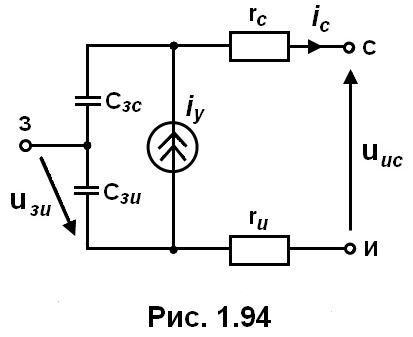 r_c i_c
С
C_зс
З
i_у
u_ис
C_зи
u_зи
r_и
И
Рис. 1.94